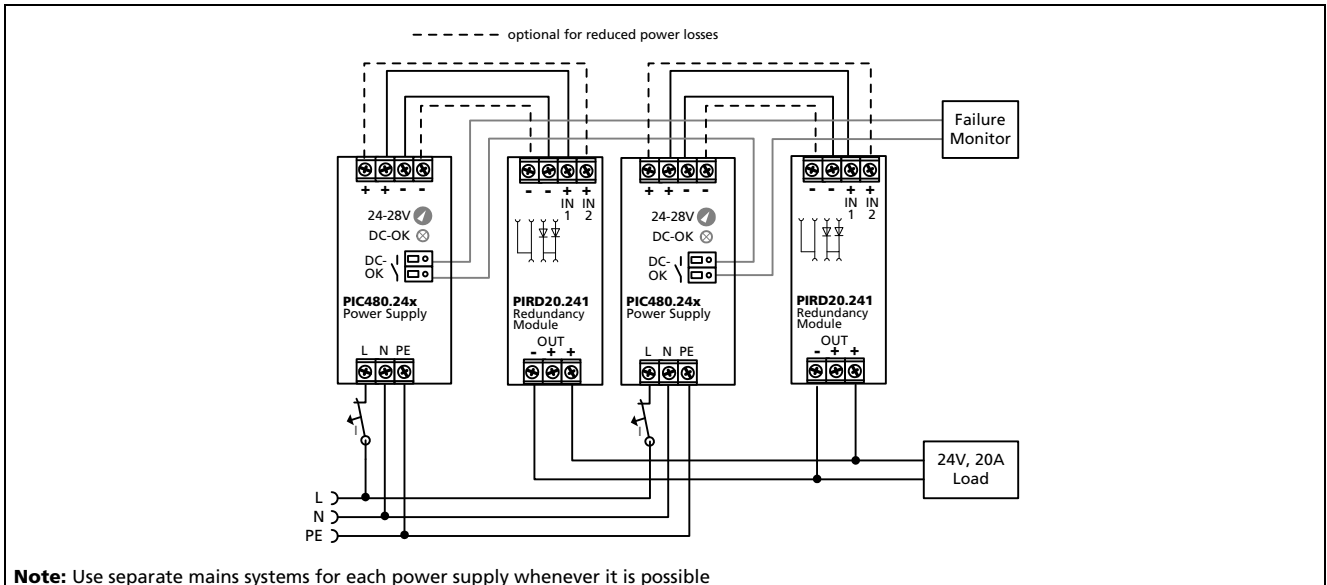 optional for reduced power losses
Failure
Monitor
+ + - -
24-28V
DC-OK
DC-
OK
PIC480.24x
Power Supply
L N PE
- - + +
IN IN
1 2
PIRD20.241
Redundancy
Module
OUT
- + +
+ + - -
24-28V
DC-OK
DC-
OK
PIC480.24x
Power Supply
L N PE
- - + +
IN IN
1 2
PIRD20.241
Redundancy
Module
OUT
- + +
I
I
24V, 20A
Load
L
N
PE
Note: Use separate mains systems for each power supply whenever it is possible